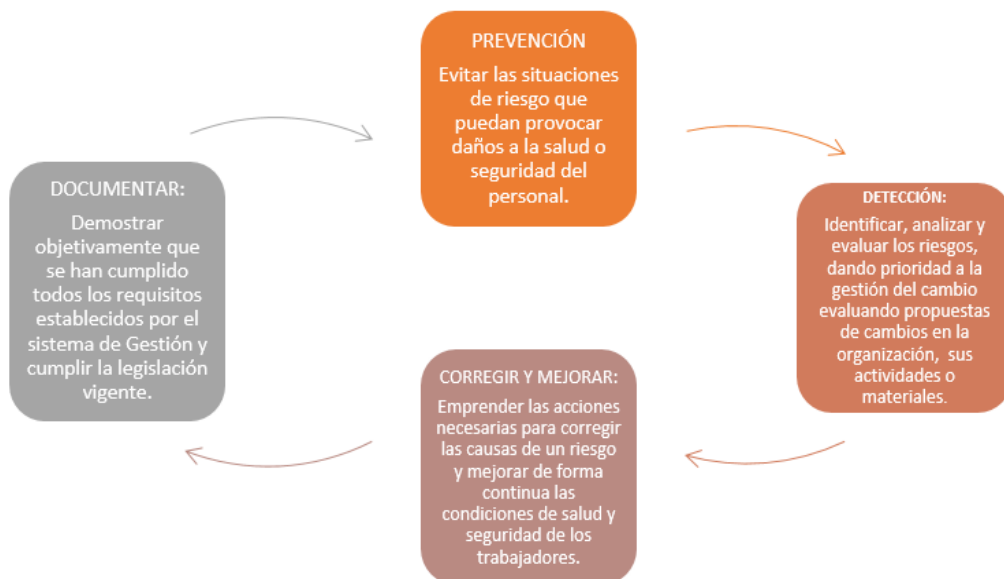 PREVENCIÓN
Evitar las situaciones
de riesgo que
puedan provocar
daños a la salud o
seguridad del
personal.
DETECCIÓN:
Identificar, analizar y
evaluar los riesgos,
dando prioridad a la
gestión del cambio
evaluando propuestas
de cambios en la
organización, sus
actividades o
materiales.
CORREGIR Y MEJORAR:
Emprender las acciones
necesarias para corregir
las causas de un riesgo
y mejorar de forma
continua las
condiciones de salud y
seguridad de los
trabajadores.
DOCUMENTAR:
Demostrar
objetivamente que
se han cumplido
todos los requisitos
establecidos por el
sistema de Gestión y
cumplir la legislación
vigente.